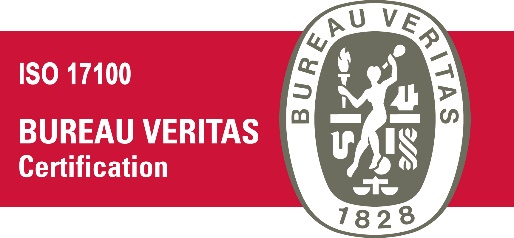 ISO 17100
BUREAU VERITAS
Certification
BUREAU VERITAS
1828